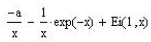 -a/x - 1/x·exp(-x) + Ei(1,x)